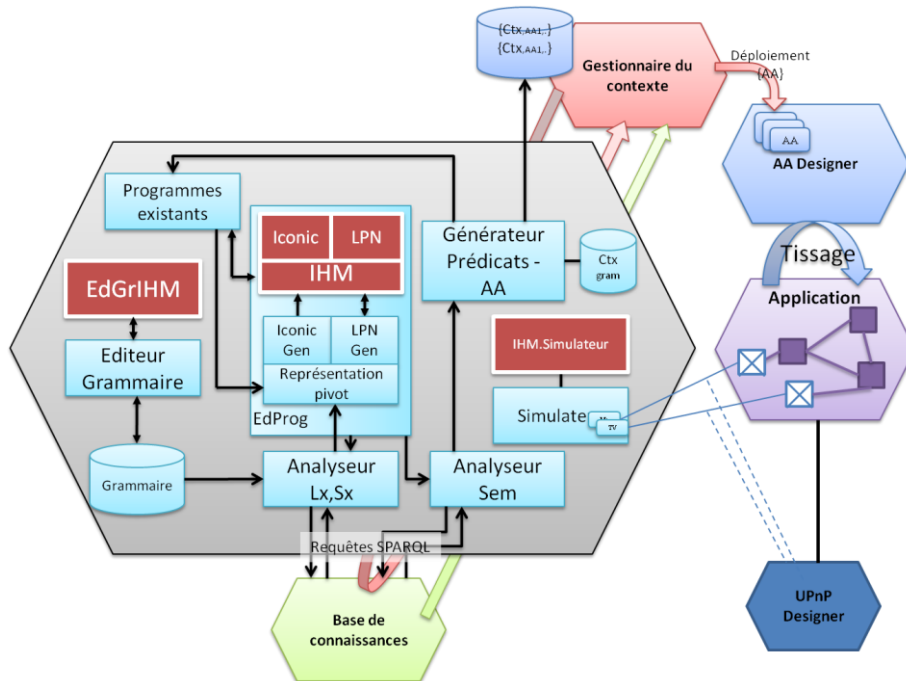 {Ctx,AA1,.}
{Ctx,AA1,.}
Gestionnaire du
contexte
Déploiement
{AA}
AA
AA Designer
Tissage
Application
Programmes
existants
Iconic
LPN
IHM
Générateur
Prédicats -
AA
Ctx
gram
EdGrIHM
Iconic
Gen
LPN
Gen
Représentation
pivot
EdProg
IHM.Simulateur
Editeur
Grammaire
Simulate
TV
Grammaire
Analyseur
Lx,Sx
Analyseur
Sem
Requêtes SPARQL
Base de
connaissances
UPnP
Designer